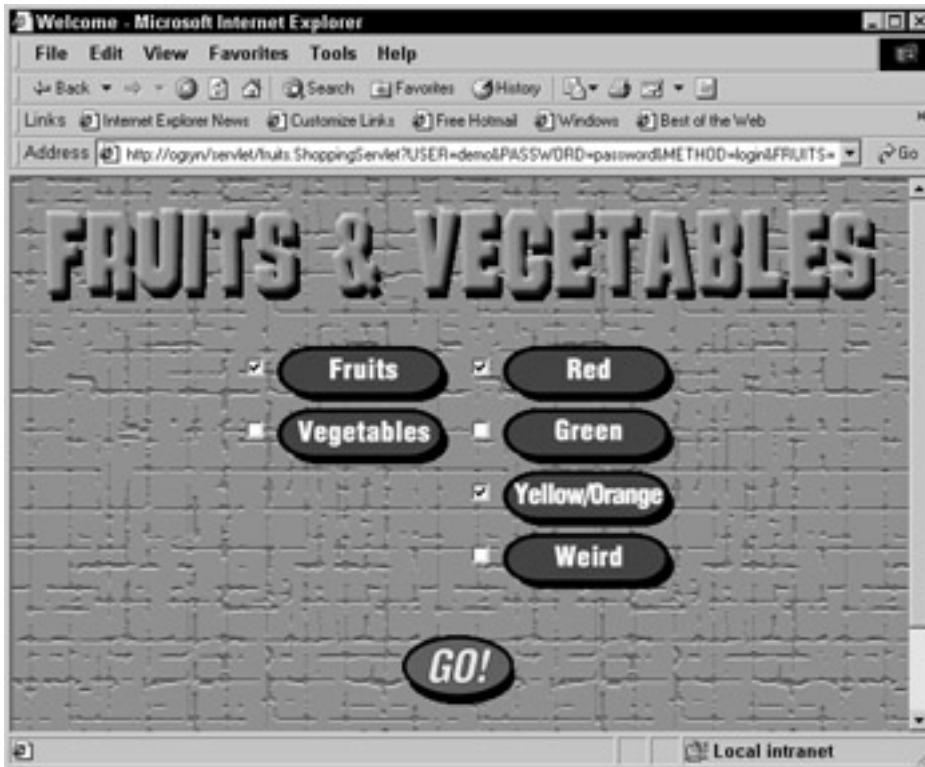 Welcome - Microsoft Internet Explorer
File Edit View Favorites Tools Help
Back Search Favorites History
Links Internet Explorer News Customize Links Free Hotmail Windows Best of the Web
Address http://ogryn/servlet/fruits.ShoppingServlet?USER=demo&PASSWORD=password&METHOD=login&FRUITS= Go
FRUITS & VEGETABLES
Fruits Red
Vegetables Green
Yellow/Orange
Weird
GO!
Local intranet